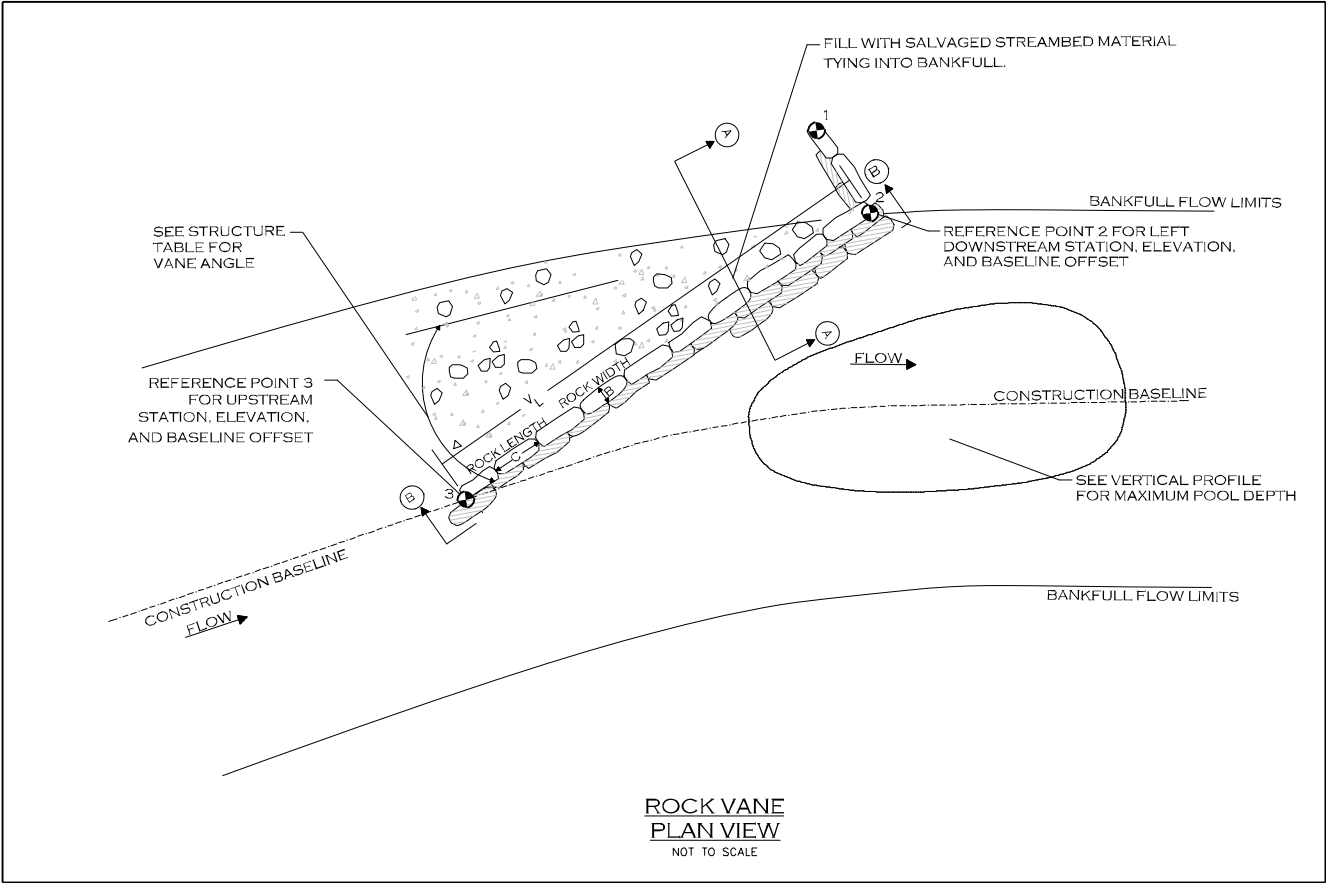 FILL WITH SALVAGED STREAMBED MATERIAL
TYING INTO BANKFULL.
1
A
B
2
BANKFULL FLOW LIMITS
SEE STRUCTURE
TABLE FOR
VANE ANGLE
REFERENCE POINT 2 FOR LEFT
DOWNSTREAM STATION, ELEVATION,
AND BASELINE OFFSET
A
FLOW
REFERENCE POINT 3
FOR UPSTREAM
STATION, ELEVATION,
AND BASELINE OFFSET
ROCK WIDTH
B
VL
CONSTRUCTION BASELINE
ROCK LENGTH
C
3
B
SEE VERTICAL PROFILE
FOR MAXIMUM POOL DEPTH
CONSTRUCTION BASELINE
FLOW
BANKFULL FLOW LIMITS
ROCK VANE
PLAN VIEW
NOT TO SCALE